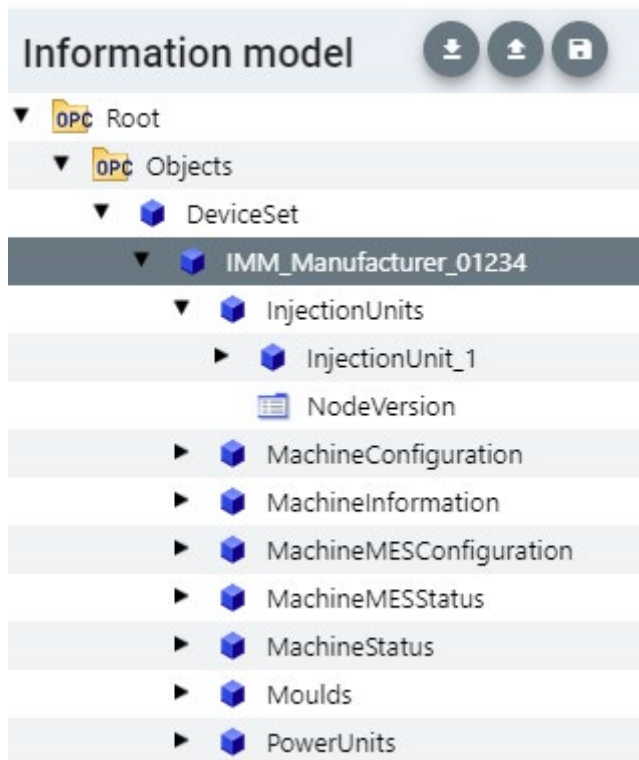 Information model
OPC Root
OPC Objects
DeviceSet
IMM_Manufacturer_01234
InjectionUnits
InjectionUnit_1
NodeVersion
MachineConfiguration
MachineInformation
MachineMESConfiguration
MachineMESStatus
MachineStatus
Moulds
PowerUnits